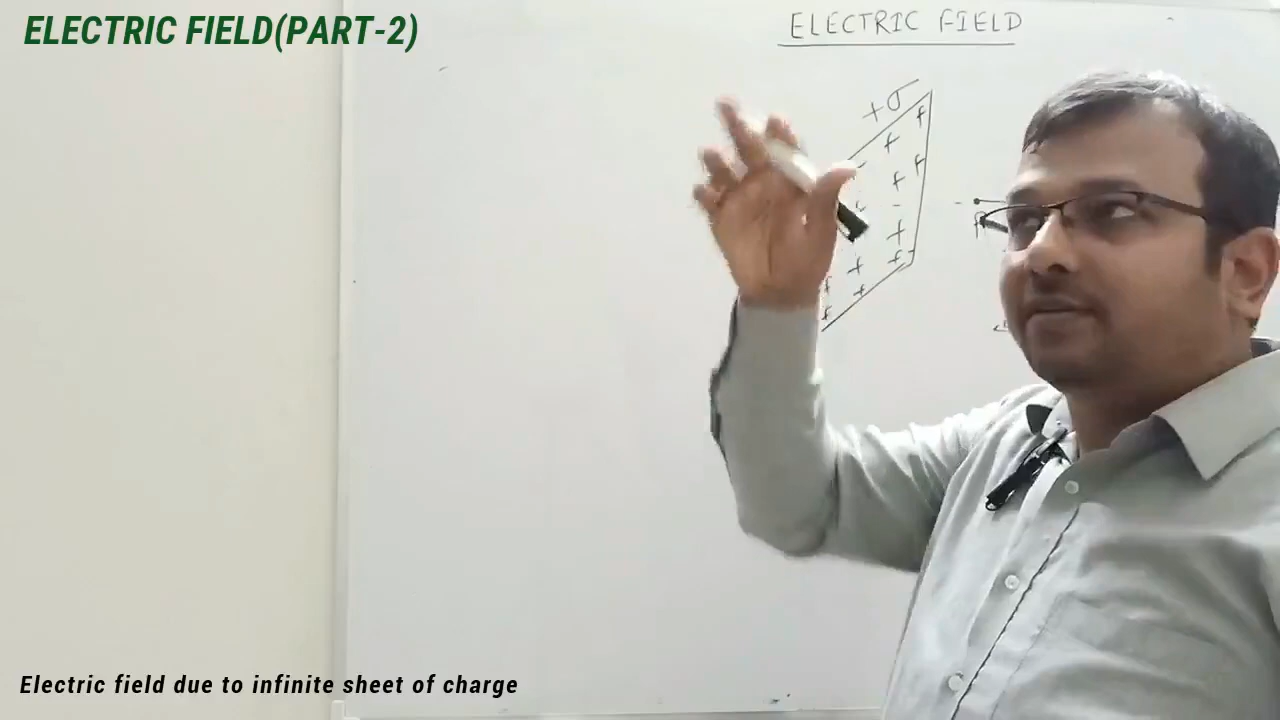 ELECTRIC FIELD(PART-2)
ELECTRIC FIELD
+σ
+
+
+
+
+
+
+
+
+
+
Electric field due to infinite sheet of charge